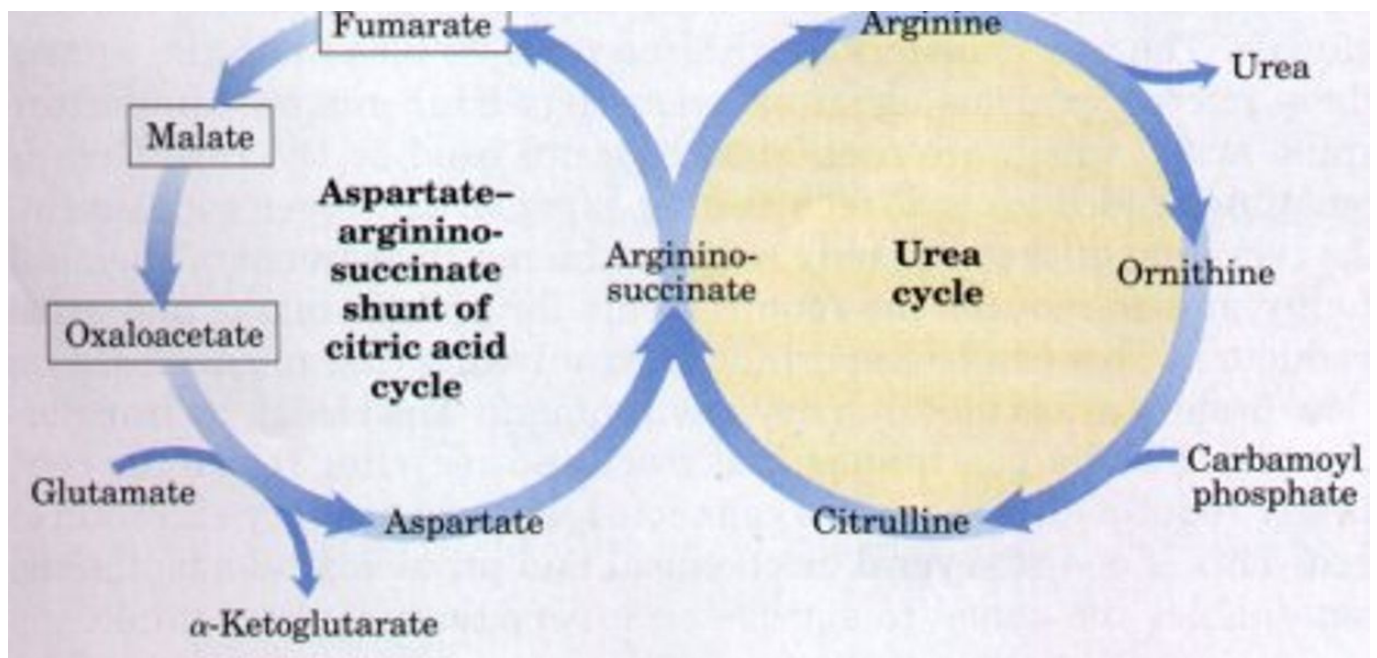 Fumarate
Arginine
Urea
Malate
Aspartate–
arginino-
succinate
shunt of
citric acid
cycle
Arginino-
succinate
Urea
cycle
Ornithine
Oxaloacetate
Glutamate
Aspartate
Citrulline
Carbamoyl
phosphate
α-Ketoglutarate